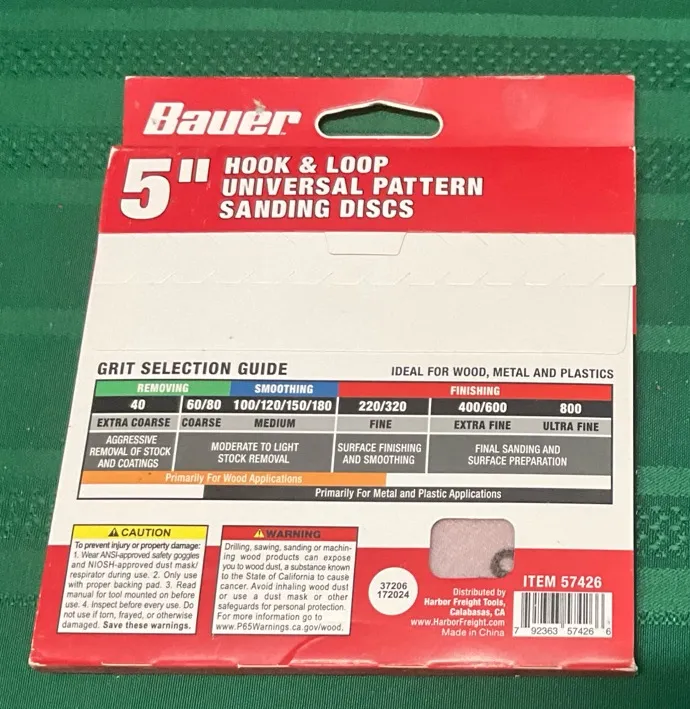 Bauer
5" HOOK & LOOP
UNIVERSAL PATTERN
SANDING DISCS
GRIT SELECTION GUIDE
IDEAL FOR WOOD, METAL AND PLASTICS
REMOVING SMOOTHING FINISHING
40 60/80 100/120/150/180 220/320 400/600 800
EXTRA COARSE COARSE MEDIUM FINE EXTRA FINE ULTRA FINE
AGGRESSIVE
REMOVAL OF STOCK
AND COATINGS
MODERATE TO LIGHT
STOCK REMOVAL
SURFACE FINISHING
AND SMOOTHING
FINAL SANDING AND
SURFACE PREPARATION
Primarily For Wood Applications
Primarily For Metal and Plastic Applications
CAUTION
To prevent injury or property damage:
1. Wear ANSI-approved safety goggles
and NIOSH-approved dust mask/
respirator during use. 2. Only use
with proper backing pad. 3. Read
manual for tool mounted on before
use. 4. Inspect before every use. Do
not use if torn, frayed, or otherwise
damaged. Save these warnings.
WARNING
Drilling, sawing, sanding or machin-
ing wood products can expose
you to wood dust, a substance known
to the State of California to cause
cancer. Avoid inhaling wood dust
or use a dust mask or other
safeguards for personal protection.
For more information go to
www.P65Warnings.ca.gov/wood.
37206
172024
Distributed by
Harbor Freight Tools,
Calabasas, CA
www.HarborFreight.com
Made in China
ITEM 57426
7 92363 57426 6